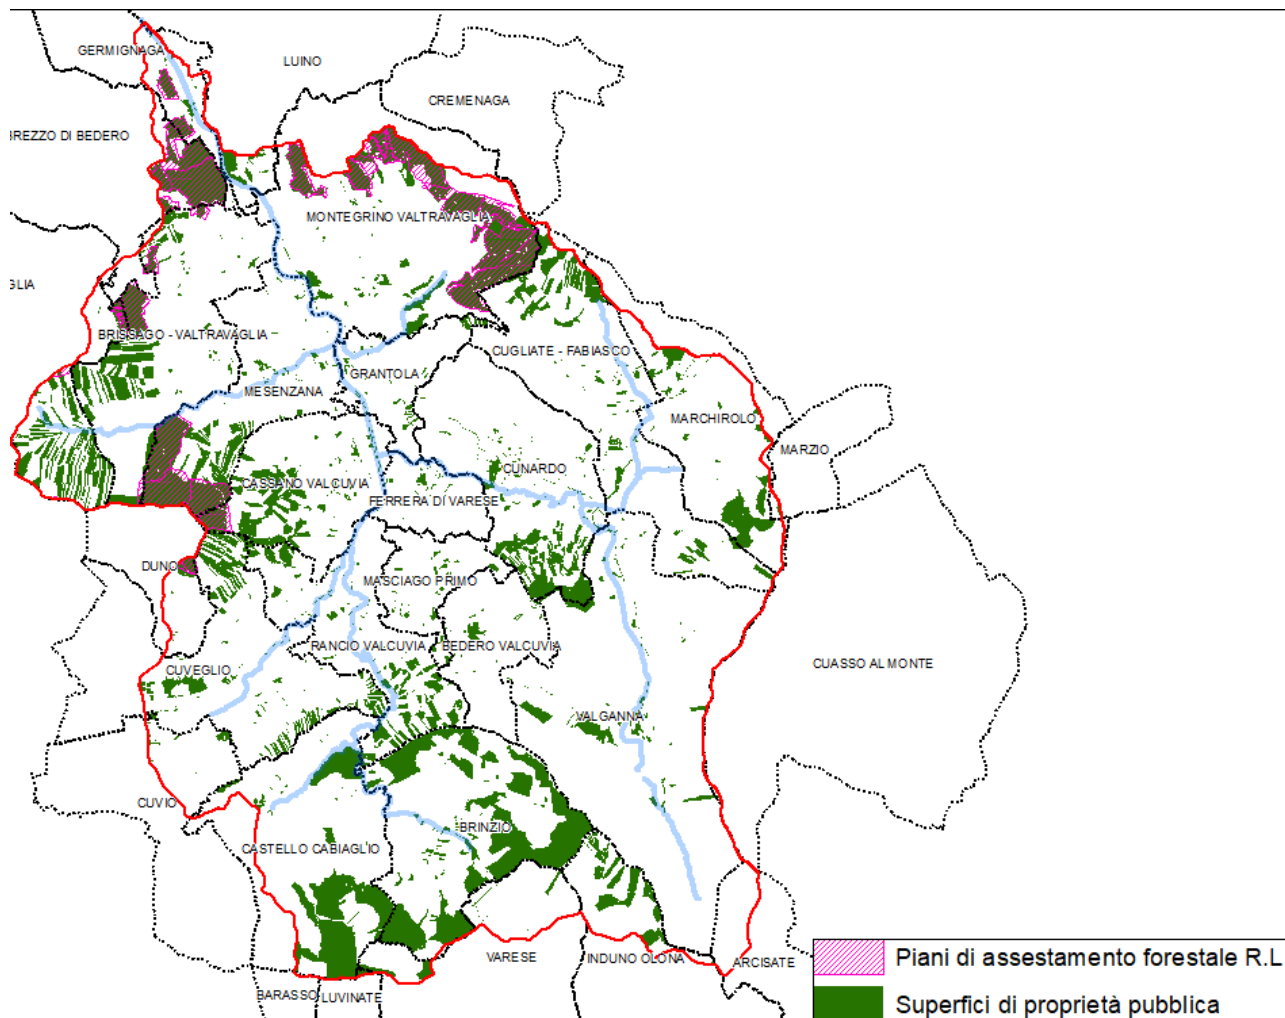 GERMIGNAGA
LUINO
CREMENAGA
BREZZO DI BEDERO
MONTEGRINO VALTRAVAGLIA
GLIA
BRISSAGO - VALTRAVAGLIA
CUGLIATE - FABIASCO
GRANTOLA
MESENZANA
MARCHIROLO
MARZIO
CUNARDO
CASSANO VALCUVIA
FERRERA DI VARESE
DUNO
MASCIAGO PRIMO
RANCIO VALCUVIA
BEDERO VALCUVIA
CUASSO AL MONTE
CUVEGLIO
VALGANNA
CUVIO
BRINZIO
CASTELLO CABIAGLIO
VARESE
INDUNO OLONA
ARCISATE
BARASSO
LUVINATE
Piani di assestamento forestale R.L
Superfici di proprietà pubblica